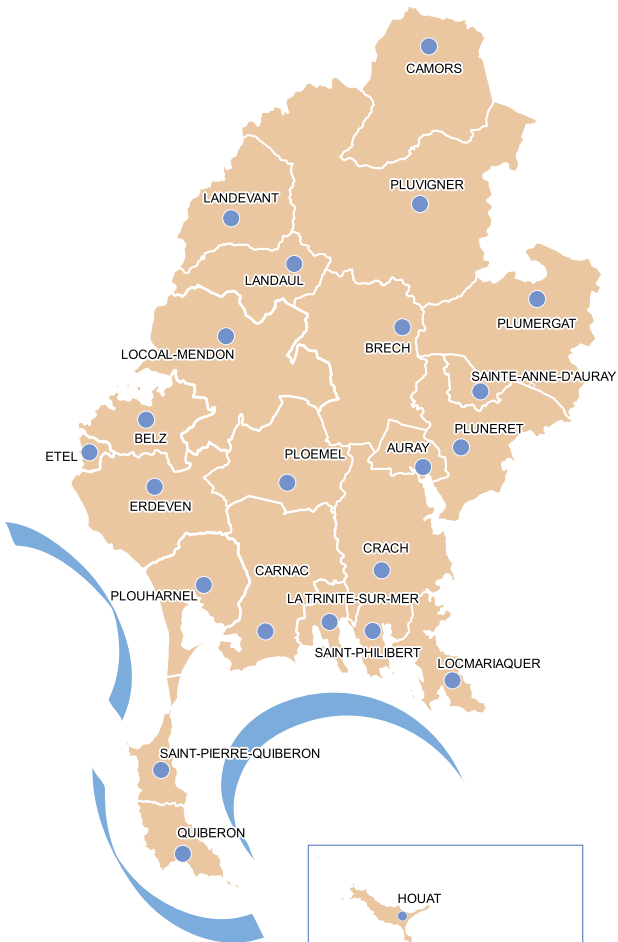 CAMORS
PLUVIGNER
LANDEVANT
LANDAUL
PLUMERGAT
BRECH
LOCOAL-MENDON
SAINTE-ANNE-D'AURAY
PLUNERET
BELZ
AURAY
PLOEMEL
ETEL
ERDEVEN
CRACH
CARNAC
PLOUHARNEL
LA TRINITE-SUR-MER
SAINT-PHILIBERT
LOCMARIAQUER
SAINT-PIERRE-QUIBERON
QUIBERON
HOUAT